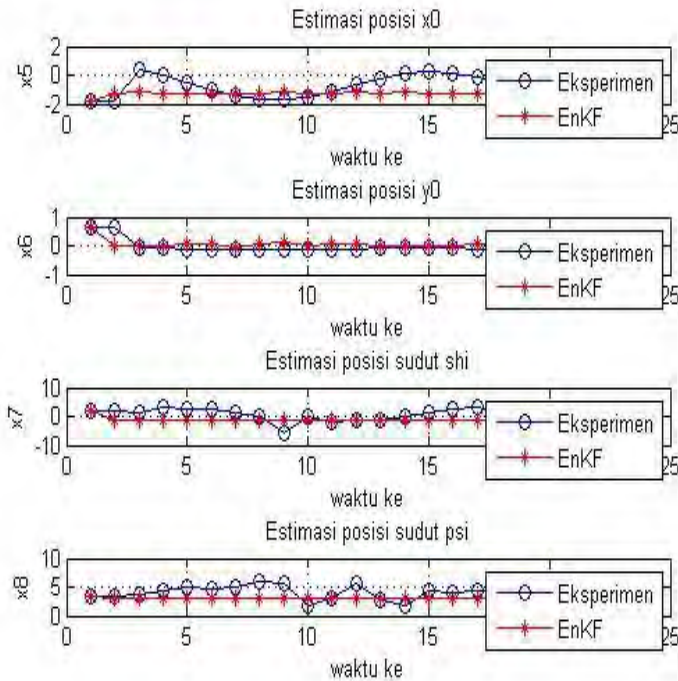 Estimasi posisi x0
2
0
-2
x5
0
5
10
15
25
waktu ke
Eksperimen
EnKF
Estimasi posisi y0
1
0
-1
x6
0
5
10
15
25
waktu ke
Eksperimen
EnKF
Estimasi posisi sudut shi
10
0
-10
x7
0
5
10
15
25
waktu ke
Eksperimen
EnKF
Estimasi posisi sudut psi
10
5
0
x8
0
5
10
15
25
waktu ke
Eksperimen
EnKF